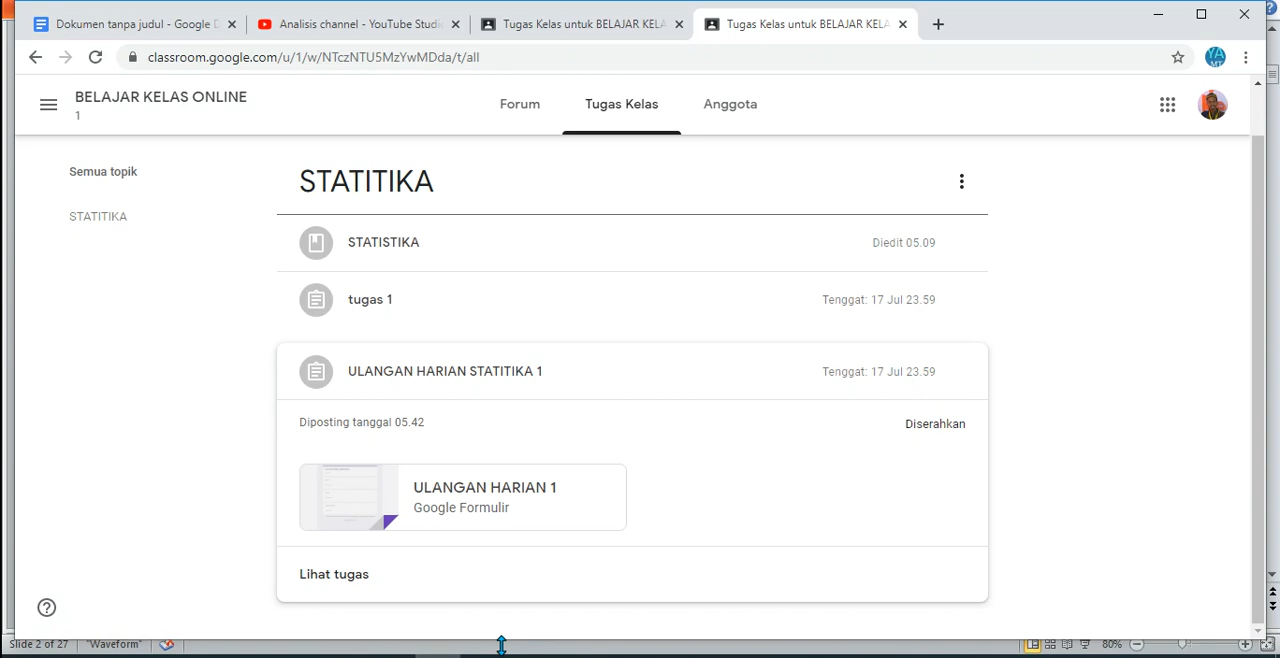 Dokumen tanpa judul - Google D
Analisis channel - YouTube Studi
Tugas Kelas untuk BELAJAR KELA
Tugas Kelas untuk BELAJAR KELA
classroom.google.com/u/1/w/NTczNTU5MzYwMDda/t/all
YA
BELAJAR KELAS ONLINE
1
Forum
Tugas Kelas
Anggota
Semua topik
STATITIKA
STATITIKA
STATISTIKA
Diedit 05.09
tugas 1
Tenggat: 17 Jul 23.59
ULANGAN HARIAN STATITIKA 1
Tenggat: 17 Jul 23.59
Diposting tanggal 05.42
Diserahkan
ULANGAN HARIAN 1
Google Formulir
Lihat tugas
Slide 2 of 27
"Waveform"
80%